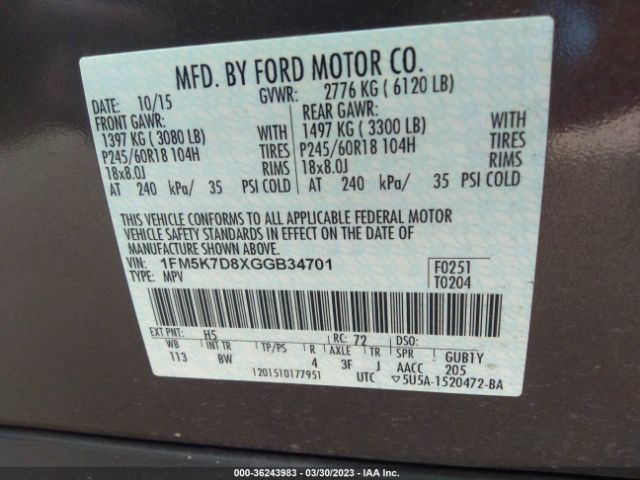 MFD. BY FORD MOTOR CO.
DATE: 10/15 GVWR: 2776 KG ( 6120 LB)
FRONT GAWR: REAR GAWR:
1397 KG ( 3080 LB) WITH 1497 KG ( 3300 LB) WITH
P245/60R18 104H TIRES P245/60R18 104H TIRES
18x8.0J RIMS 18x8.0J RIMS
AT 240 kPa/ 35 PSI COLD AT 240 kPa/ 35 PSI COLD
THIS VEHICLE CONFORMS TO ALL APPLICABLE FEDERAL MOTOR
VEHICLE SAFETY STANDARDS IN EFFECT ON THE DATE OF
MANUFACTURE SHOWN ABOVE.
VIN: 1FM5K7D8XGGB34701 F0251
TYPE: MPV T0204
EXT PNT: H5 RC: 72 DSO:
WB INT TR TP/PS R AXLE TR SPR GUB1Y
113 BW 4 3F J AACC 205
1201510177951 UTC ▽5U5A-1520472-BA
000-36243983 - 03/30/2023 - IAA Inc.